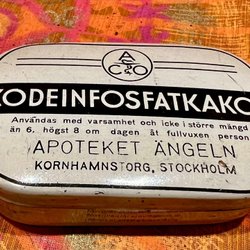 A
C O
KODEINFOSFATKAKO
Användas med varsamhet och icke i större mängd
än 6, högst 8 om dagen åt fullvuxen person
APOTEKET ÄNGELN
KORNHAMNSTORG, STOCKHOLM